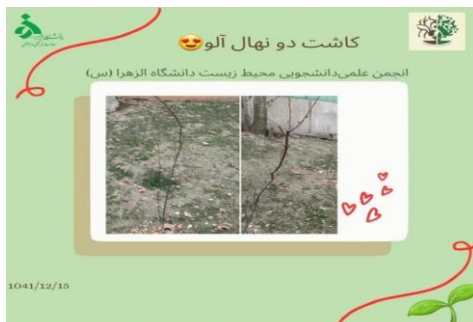 کاشت دو نهال آلو😍
انجمن علمی‌دانشجویی محیط زیست دانشگاه الزهرا (س)
1041/12/15